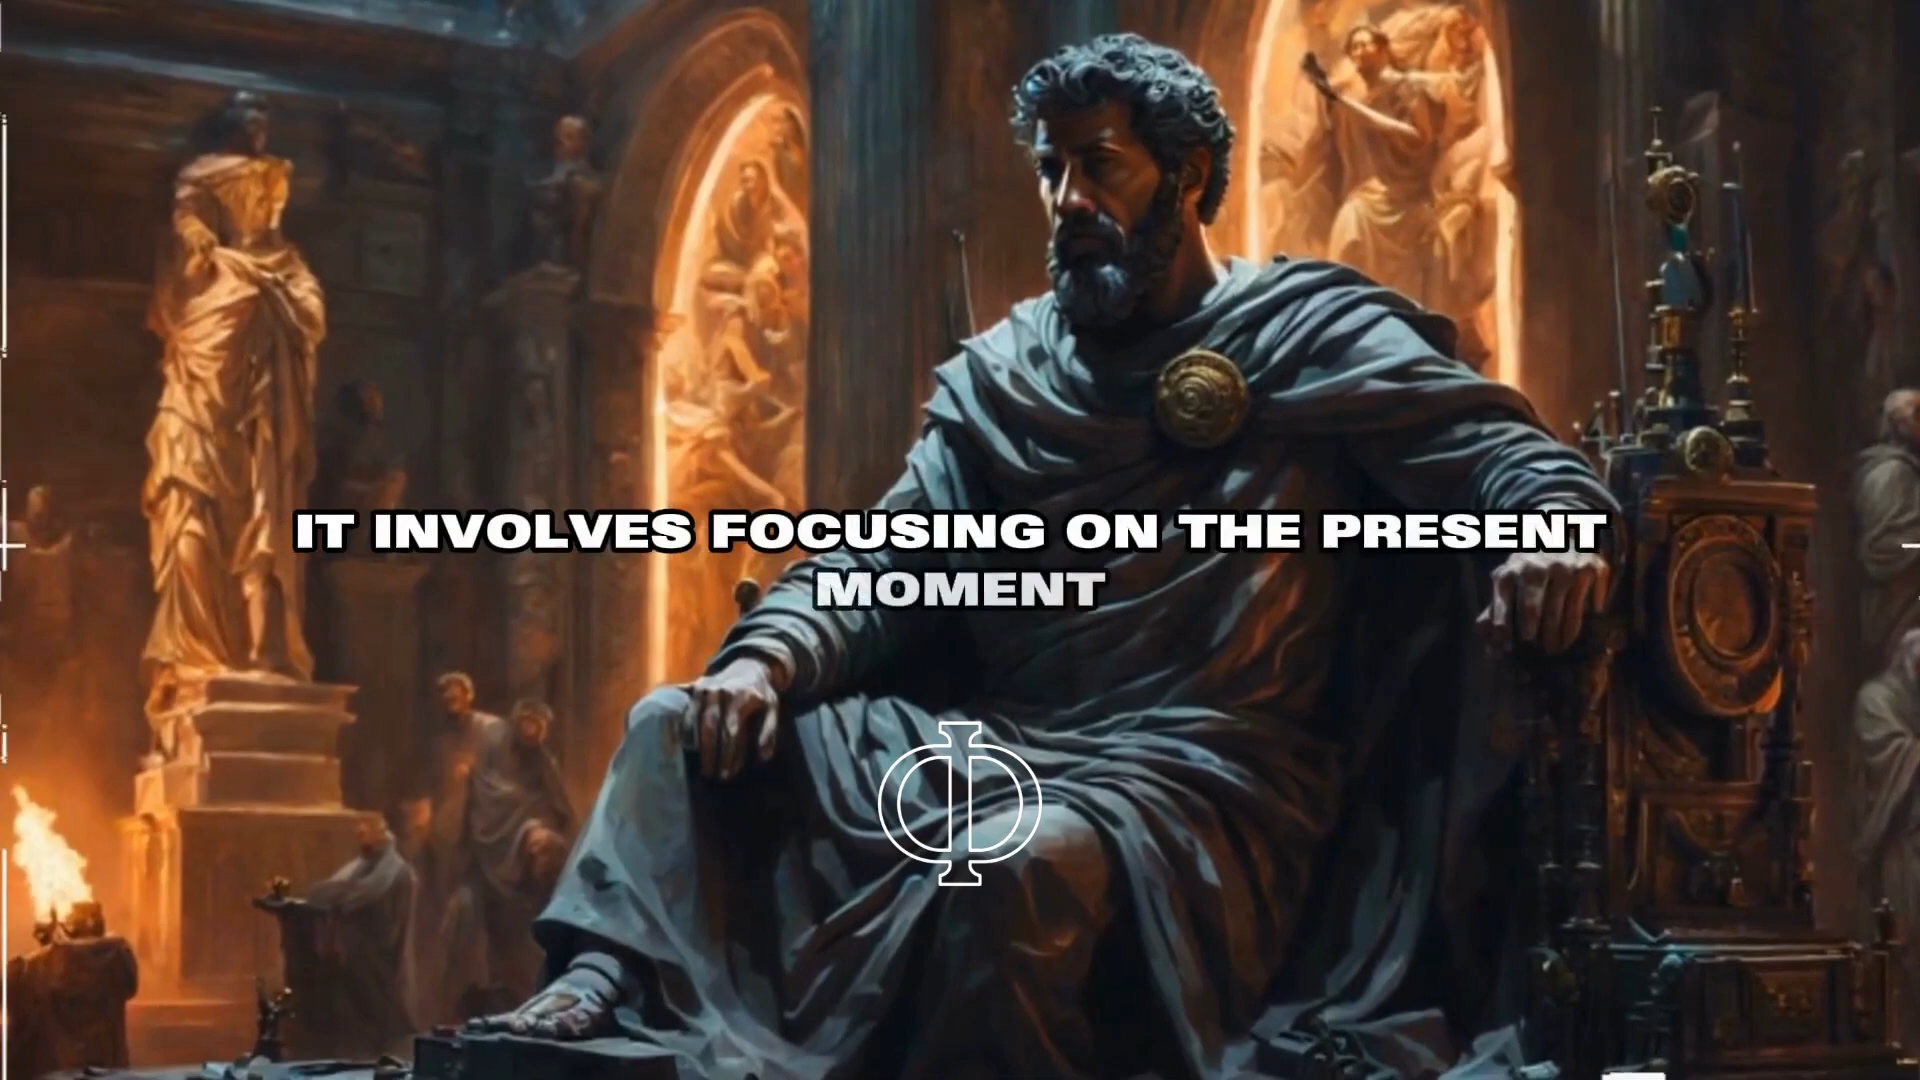 IT INVOLVES FOCUSING ON THE PRESENT
MOMENT